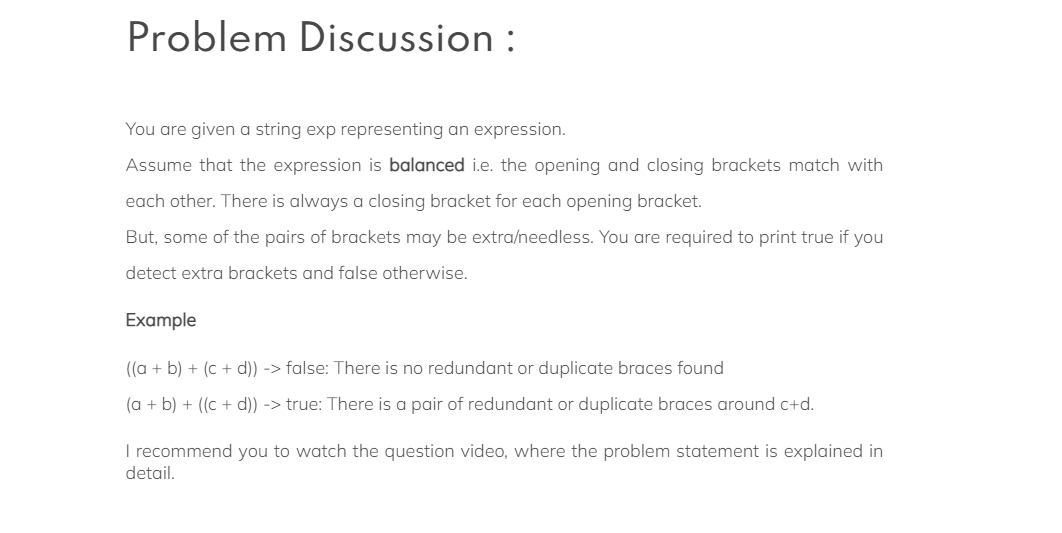 Problem Discussion :
You are given a string exp representing an expression.
Assume that the expression is balanced i.e. the opening and closing brackets match with
each other. There is always a closing bracket for each opening bracket.
But, some of the pairs of brackets may be extra/needless. You are required to print true if you
detect extra brackets and false otherwise.
Example
((a + b) + (c + d)) -> false: There is no redundant or duplicate braces found
(a + b) + ((c + d)) -> true: There is a pair of redundant or duplicate braces around c+d.
I recommend you to watch the question video, where the problem statement is explained in
detail.